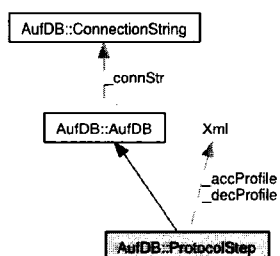 AufDB::ConnectionString
_connStr
AufDB::AufDB
Xml
_accProfile
_decProfile
AufDB::ProtocolStep